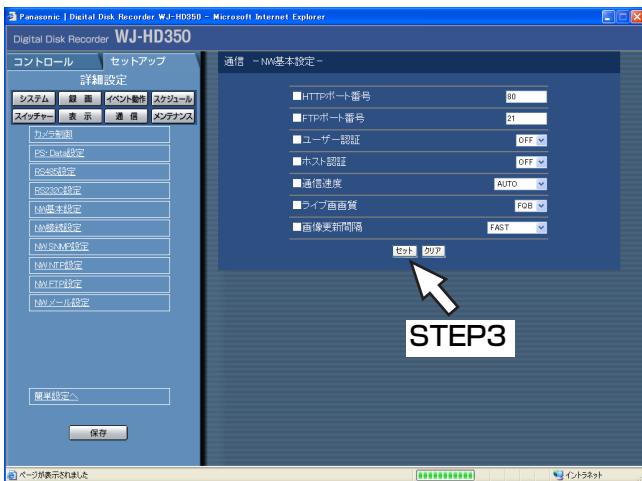 Panasonic | Digital Disk Recorder WJ-HD350 - Microsoft Internet Explorer
Digital Disk Recorder WJ-HD350
コントロール セットアップ
詳細設定
システム 録 画 イベント動作 スケジュール
スイッチャー 表 示 通 信 メンテナンス
カメラ制御
PS･Data設定
RS485設定
RS232C設定
NW基本設定
NW接続設定
NW SNMP設定
NW NTP設定
NW FTP設定
NW メール設定
簡単設定へ
保存
通信 －NW基本設定－
■HTTPポート番号 80
■FTPポート番号 21
■ユーザー認証 OFF
■ホスト認証 OFF
■通信速度 AUTO
■ライブ画画質 FQB
■画像更新間隔 FAST
セット クリア
STEP3
ページが表示されました イントラネット